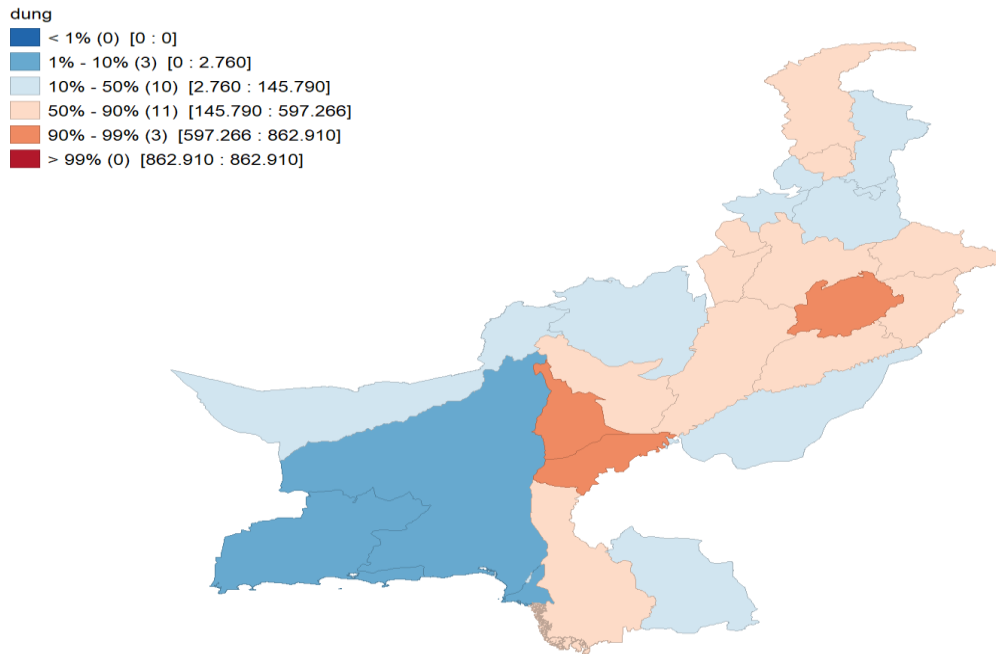 dung
< 1% (0) [0 : 0]
1% - 10% (3) [0 : 2.760]
10% - 50% (10) [2.760 : 145.790]
50% - 90% (11) [145.790 : 597.266]
90% - 99% (3) [597.266 : 862.910]
> 99% (0) [862.910 : 862.910]